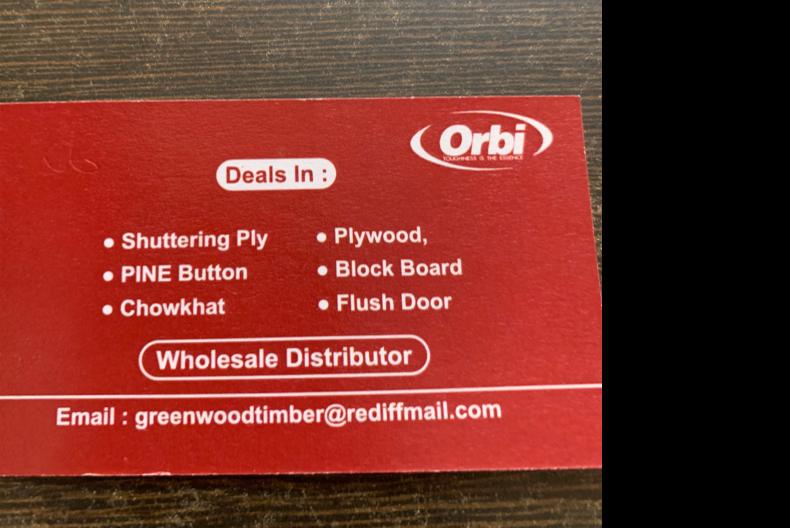 Orbi
TOUGHNESS IS THE ESSENCE
Deals In :
• Shuttering Ply
• PINE Button
• Chowkhat
• Plywood,
• Block Board
• Flush Door
Wholesale Distributor
Email : greenwoodtimber@rediffmail.com